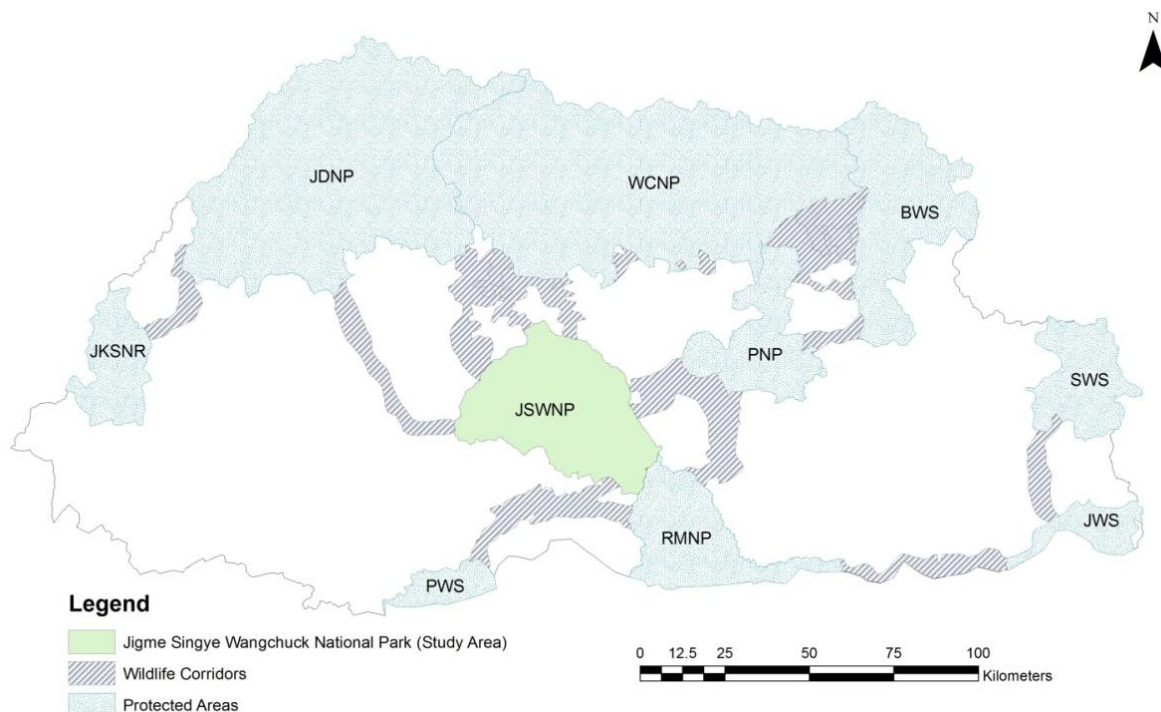 N
JDNP
WCNP
BWS
JKSNR
PNP
SWS
JSWNP
JWS
RMNP
PWS
Legend
Jigme Singye Wangchuck National Park (Study Area)
Wildlife Corridors
Protected Areas
0 12.5 25 50 75 100
Kilometers